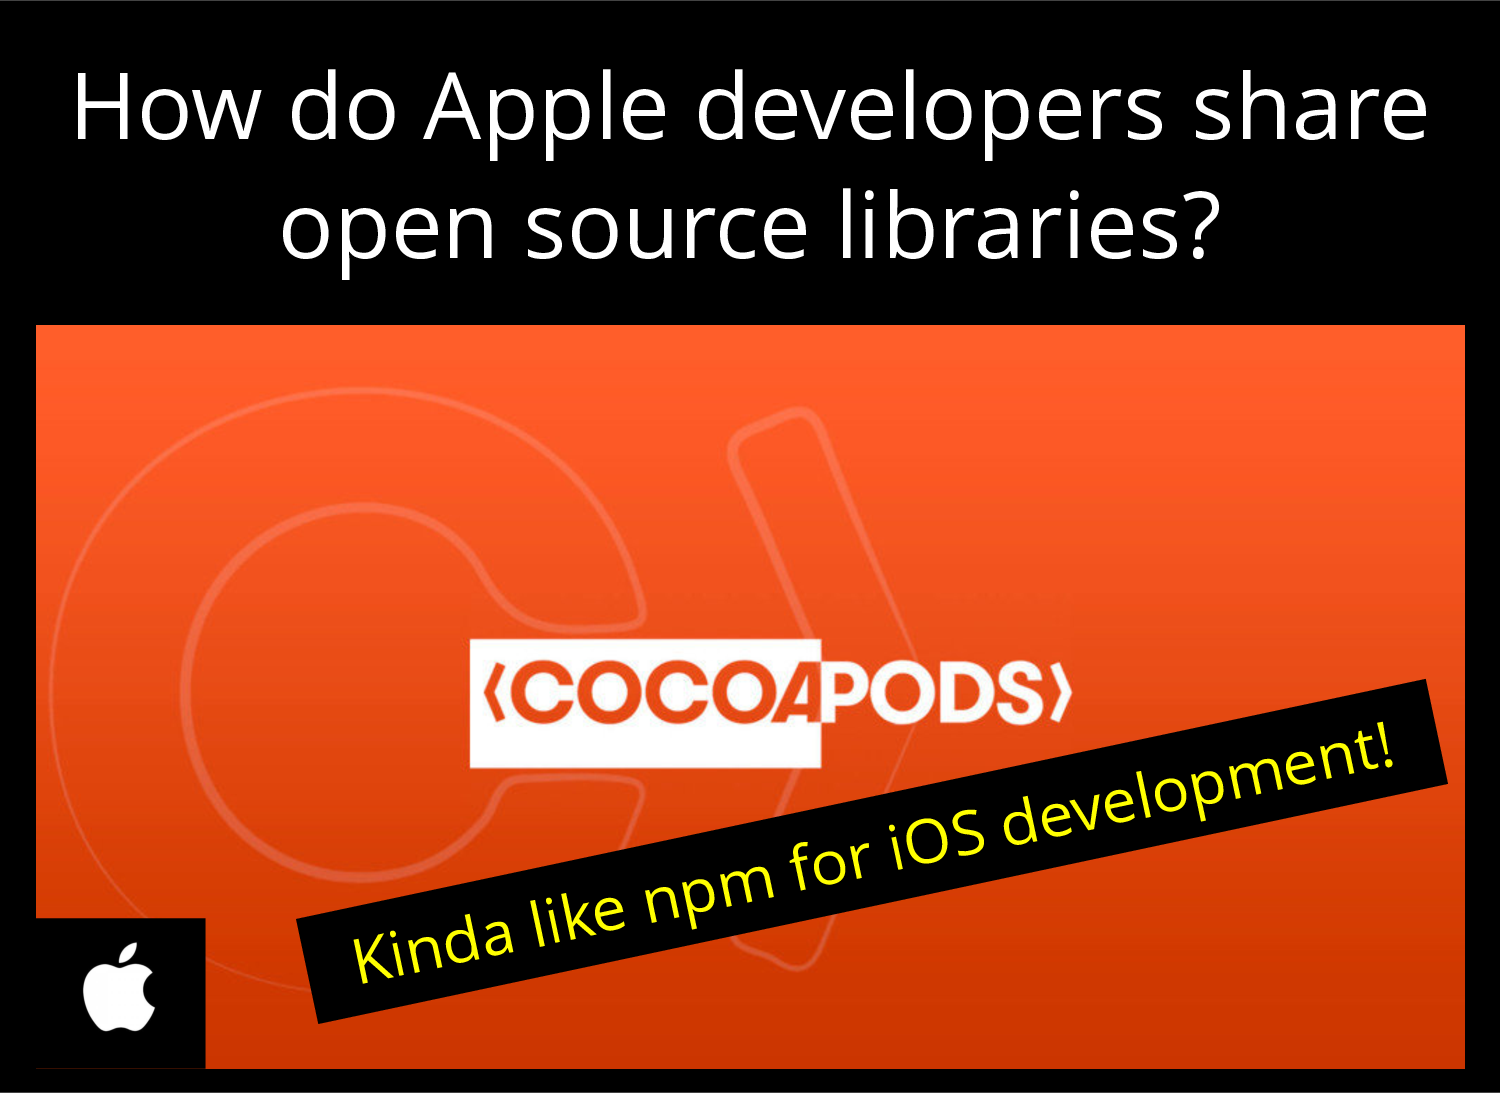 How do Apple developers share
open source libraries?
⟨COCOAPODS⟩
Kinda like npm for iOS development!